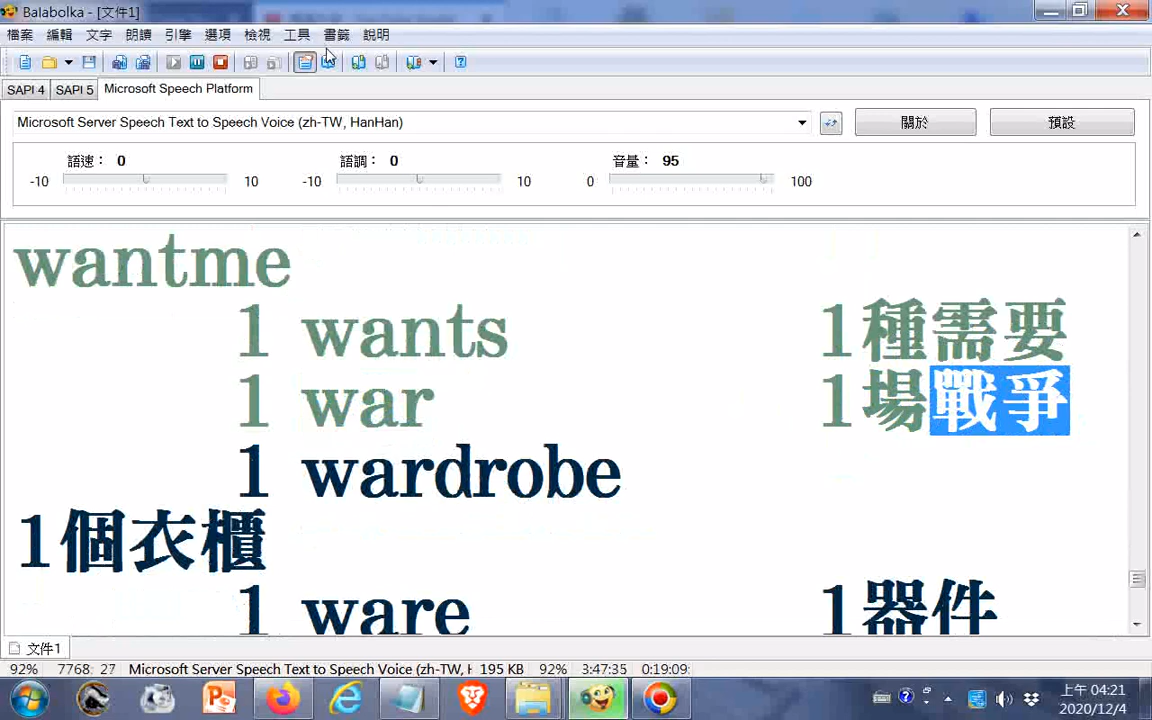 Balabolka - [文件1]
檔案 編輯 文字 朗讀 引擎 選項 檢視 工具 書籤 說明
SAPI 4 SAPI 5 Microsoft Speech Platform
Microsoft Server Speech Text to Speech Voice (zh-TW, HanHan) 關於 預設
語速： 0 語調： 0 音量： 95
-10 10 -10 10 0 100
wantme
1 wants 1種需要
1 war 1場戰爭
1 wardrobe
1個衣櫃
1 ware 1器件
文件1
92% 7768: 27 Microsoft Server Speech Text to Speech Voice (zh-TW, H 195 KB 92% 3:47:35 0:19:09
上午 04:21
2020/12/4